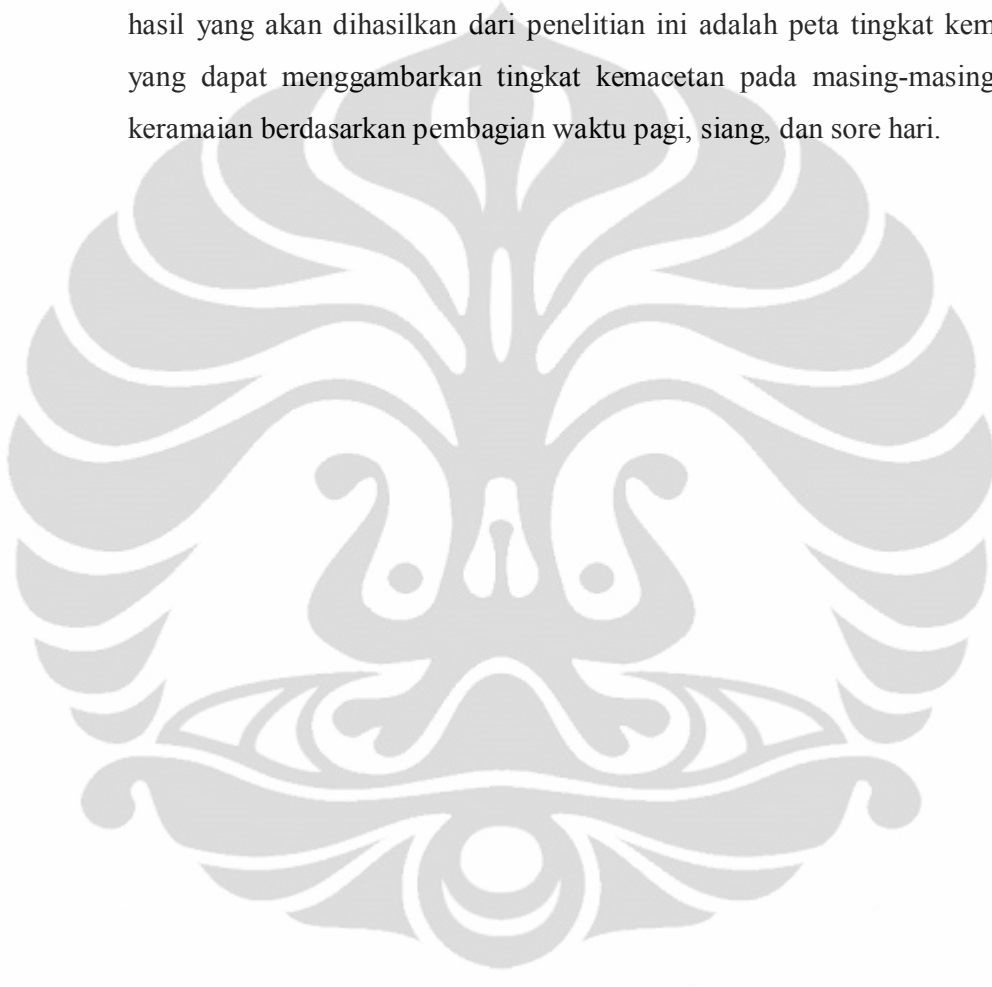 hasil yang akan dihasilkan dari penelitian ini adalah peta tingkat kem
yang dapat menggambarkan tingkat kemacetan pada masing-masing
keramaian berdasarkan pembagian waktu pagi, siang, dan sore hari.